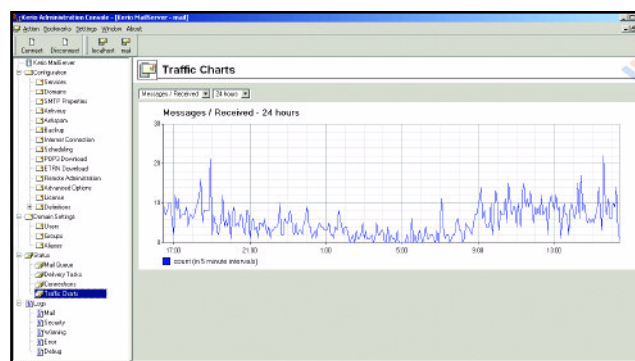 Kerio Administration Console - [Kerio MailServer - mail]
Action Bookmarks Settings Window About
Connect Disconnect localhost mail
Kerio MailServer
Configuration
Services
Domains
SMTP Properties
Antivirus
Antispam
Backup
Internet Connection
Scheduling
POP3 Download
ETRN Download
Remote Administration
Advanced Options
License
Definitions
Domain Settings
Users
Groups
Aliases
Status
Mail Queue
Delivery Tasks
Connections
Traffic Charts
Logs
Mail
Security
Warning
Error
Debug
Traffic Charts
Messages / Received 24 hours
Messages / Received - 24 hours
30
20
10
0
17:00 21:00 1:00 5:00 9:00 13:00
count (in 5 minute intervals)